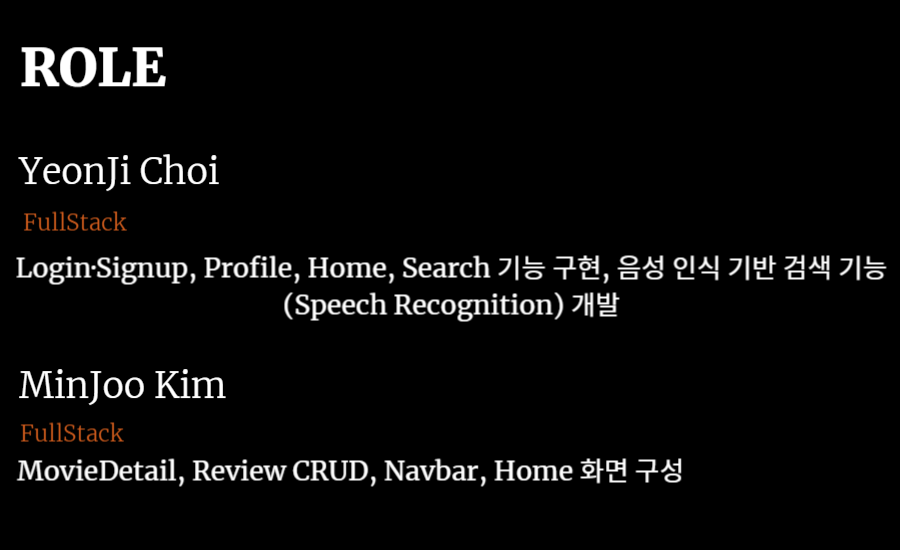 ROLE
YeonJi Choi
FullStack
Login·Signup, Profile, Home, Search 기능 구현, 음성 인식 기반 검색 기능
(Speech Recognition) 개발
MinJoo Kim
FullStack
MovieDetail, Review CRUD, Navbar, Home 화면 구성